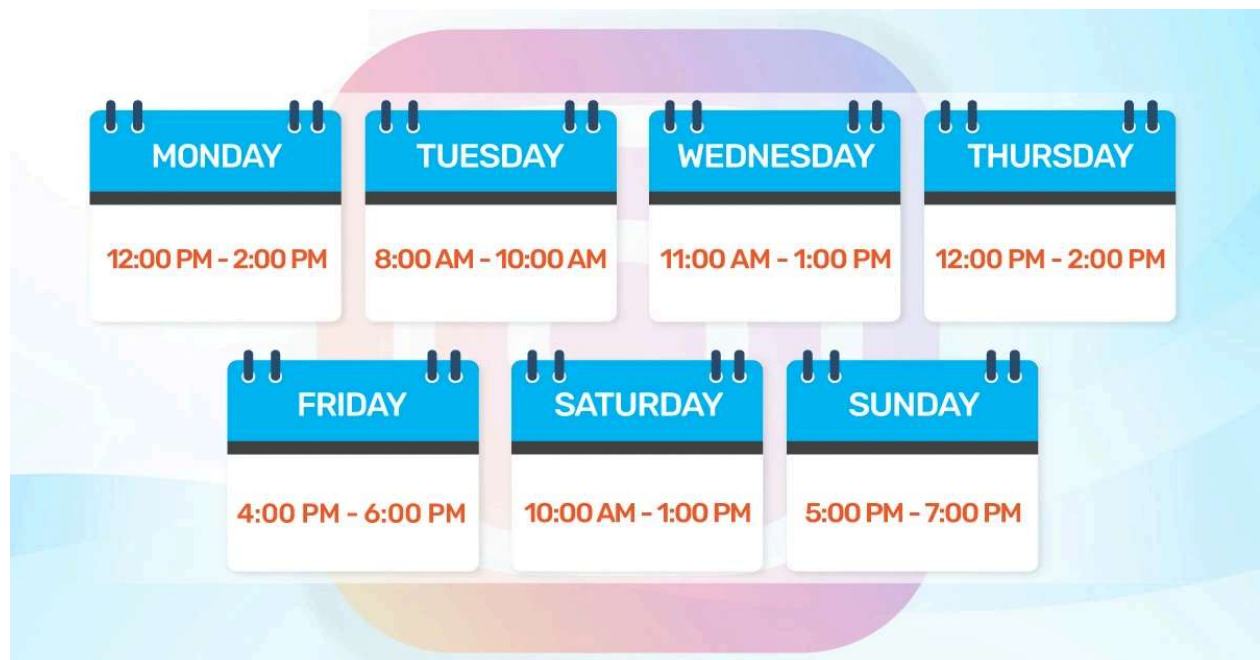 MONDAY
12:00 PM - 2:00 PM
TUESDAY
8:00 AM - 10:00 AM
WEDNESDAY
11:00 AM - 1:00 PM
THURSDAY
12:00 PM - 2:00 PM
FRIDAY
4:00 PM - 6:00 PM
SATURDAY
10:00 AM - 1:00 PM
SUNDAY
5:00 PM - 7:00 PM